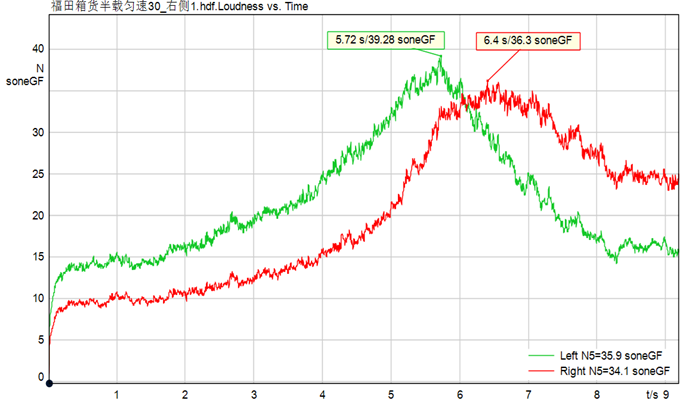 福田箱货半载匀速30_右侧1.hdf.Loudness vs. Time
40
N
soneGF
30
25
20
15
10
5
0
5.72 s/39.28 soneGF
6.4 s/36.3 soneGF
Left N5=35.9 soneGF
Right N5=34.1 soneGF
1
2
3
4
5
6
7
8
t/s 9